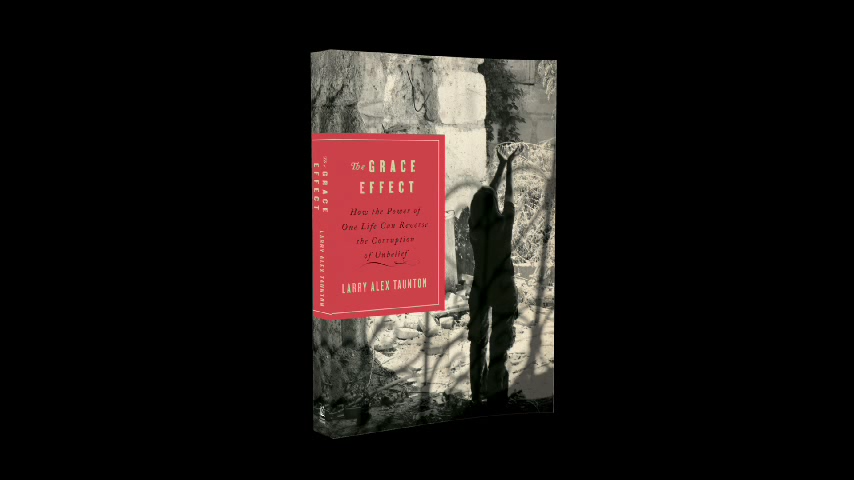 The GRACE
EFFECT
How the Power of
One Life Can Reverse
the Corruption
of Unbelief
LARRY ALEX TAUNTON
The GRACE
EFFECT
LARRY ALEX TAUNTON